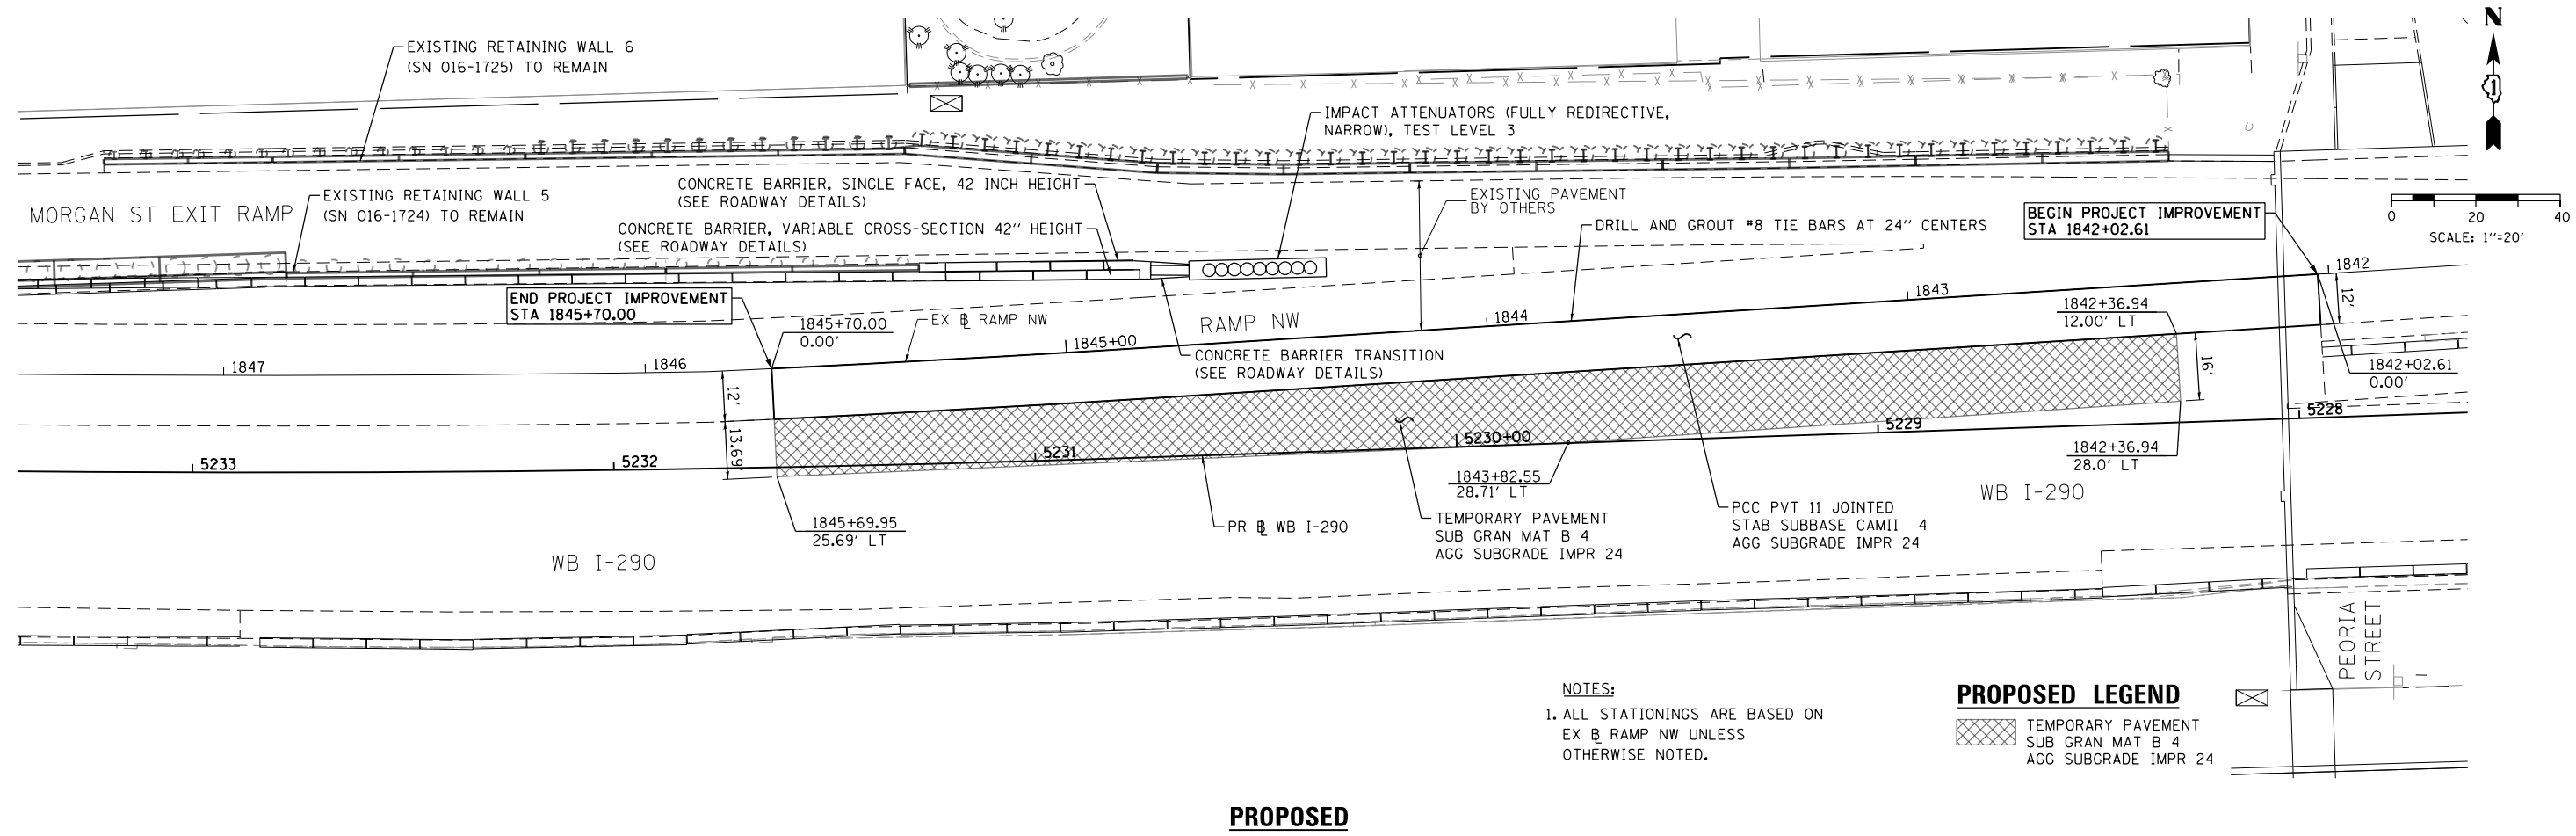 N
EXISTING RETAINING WALL 6
(SN 016-1725) TO REMAIN
1
IMPACT ATTENUATORS (FULLY REDIRECTIVE,
NARROW), TEST LEVEL 3
EXISTING RETAINING WALL 5
(SN 016-1724) TO REMAIN
CONCRETE BARRIER, SINGLE FACE, 42 INCH HEIGHT
(SEE ROADWAY DETAILS)
EXISTING PAVEMENT
BY OTHERS
MORGAN ST EXIT RAMP
CONCRETE BARRIER, VARIABLE CROSS-SECTION 42'' HEIGHT
(SEE ROADWAY DETAILS)
DRILL AND GROUT #8 TIE BARS AT 24'' CENTERS
BEGIN PROJECT IMPROVEMENT
STA 1842+02.61
0 20 40
SCALE: 1''=20'
END PROJECT IMPROVEMENT
STA 1845+70.00
1845+70.00
0.00'
EX BL RAMP NW
RAMP NW
1847
1846
1845+00
1844
1843
1842
1842+36.94
12.00' LT
12'
CONCRETE BARRIER TRANSITION
(SEE ROADWAY DETAILS)
16'
1842+02.61
0.00'
12'
13.69'
5233
5232
5231
5230+00
5229
5228
1842+36.94
28.0' LT
1843+82.55
28.71' LT
WB I-290
1845+69.95
25.69' LT
PR BL WB I-290
TEMPORARY PAVEMENT
SUB GRAN MAT B 4
AGG SUBGRADE IMPR 24
PCC PVT 11 JOINTED
STAB SUBBASE CAMII 4
AGG SUBGRADE IMPR 24
WB I-290
PEORIA
STREET
NOTES:
1. ALL STATIONINGS ARE BASED ON
EX BL RAMP NW UNLESS
OTHERWISE NOTED.
PROPOSED LEGEND
TEMPORARY PAVEMENT
SUB GRAN MAT B 4
AGG SUBGRADE IMPR 24
PROPOSED